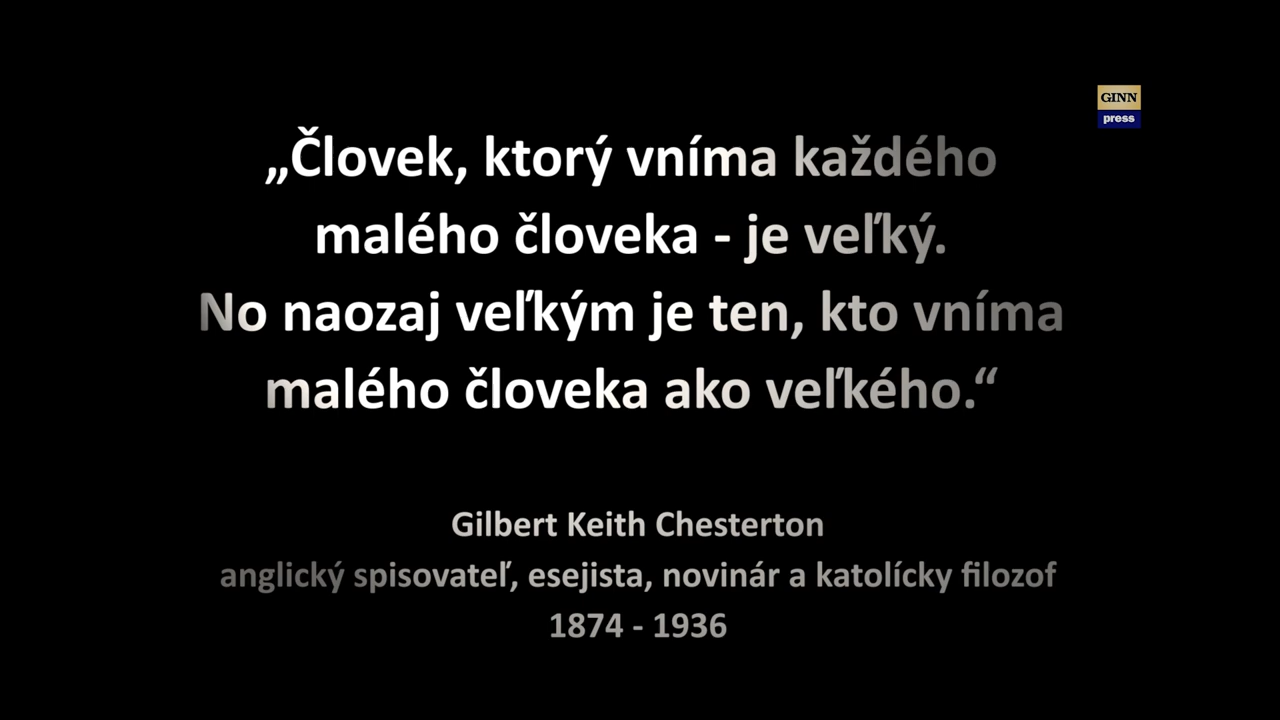 GINN
press
„Človek, ktorý vníma každého
malého človeka - je veľký.
No naozaj veľkým je ten, kto vníma
malého človeka ako veľkého.“
Gilbert Keith Chesterton
anglický spisovateľ, esejista, novinár a katolícky filozof
1874 - 1936